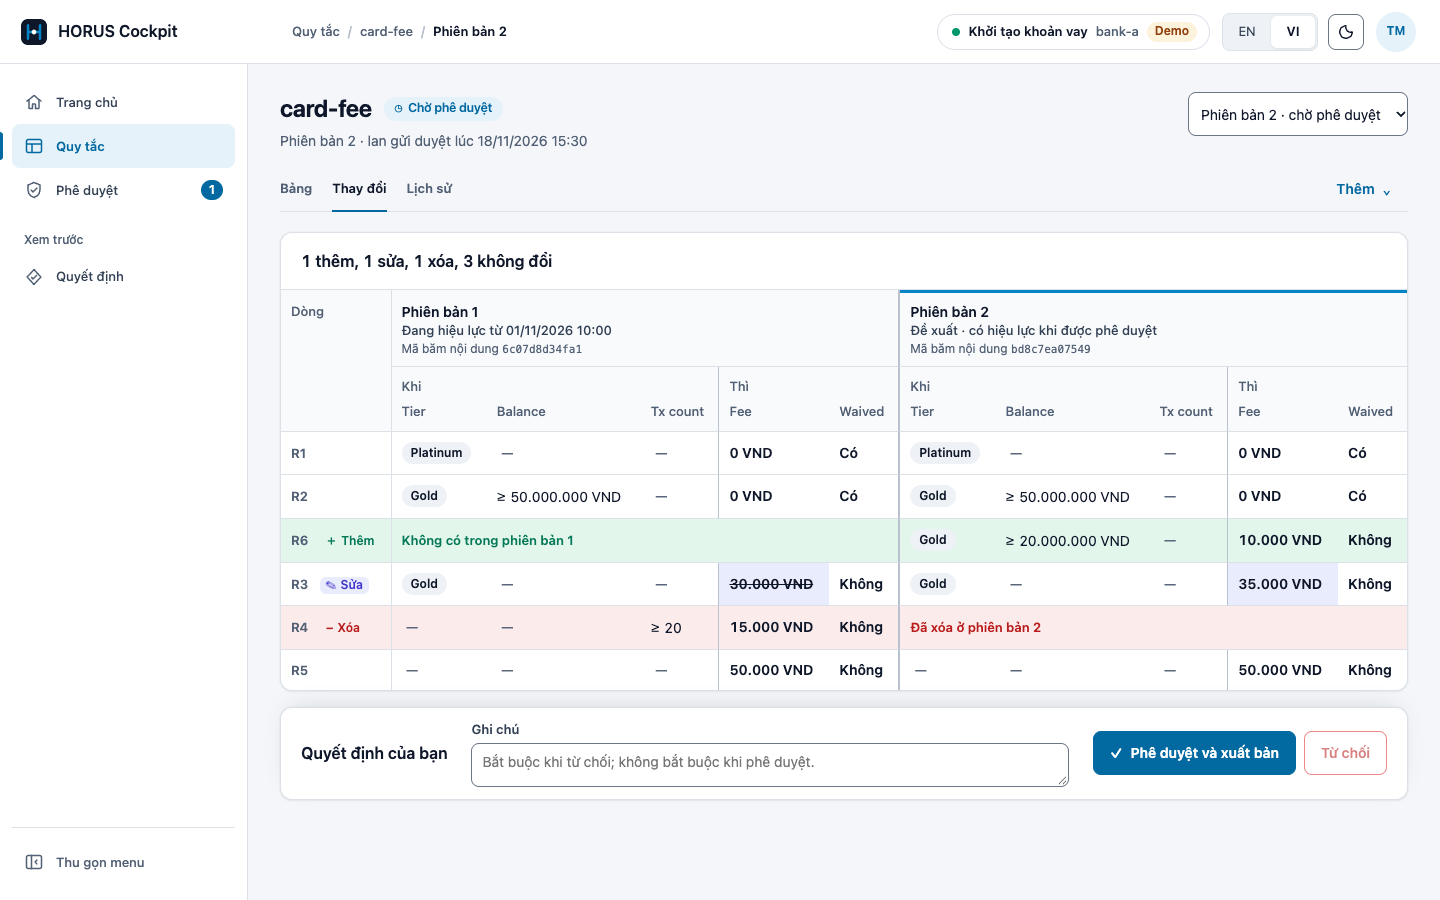 HORUS Cockpit
Quy tắc / card-fee / Phiên bản 2
Khởi tạo khoản vay bank-a Demo
EN VI
TM
Trang chủ
Quy tắc
Phê duyệt 1
Xem trước
Quyết định
Thu gọn menu
card-fee Chờ phê duyệt
Phiên bản 2 · lan gửi duyệt lúc 18/11/2026 15:30
Phiên bản 2 · chờ phê duyệt
Bảng Thay đổi Lịch sử
Thêm
1 thêm, 1 sửa, 1 xóa, 3 không đổi
Dòng
Phiên bản 1
Đang hiệu lực từ 01/11/2026 10:00
Mã băm nội dung 6c07d8d34fa1
Phiên bản 2
Đề xuất · có hiệu lực khi được phê duyệt
Mã băm nội dung bd8c7ea07549
Khi Thì Khi Thì
Tier Balance Tx count Fee Waived Tier Balance Tx count Fee Waived
R1 Platinum — — 0 VND Có Platinum — — 0 VND Có
R2 Gold ≥ 50.000.000 VND — 0 VND Có Gold ≥ 50.000.000 VND — 0 VND Có
R6 + Thêm Không có trong phiên bản 1 Gold ≥ 20.000.000 VND — 10.000 VND Không
R3 ✎ Sửa Gold — — 30.000 VND Không Gold — — 35.000 VND Không
R4 − Xóa — — ≥ 20 15.000 VND Không Đã xóa ở phiên bản 2
R5 — — — 50.000 VND Không — — — 50.000 VND Không
Quyết định của bạn
Ghi chú
Bắt buộc khi từ chối; không bắt buộc khi phê duyệt.
✓ Phê duyệt và xuất bản
Từ chối